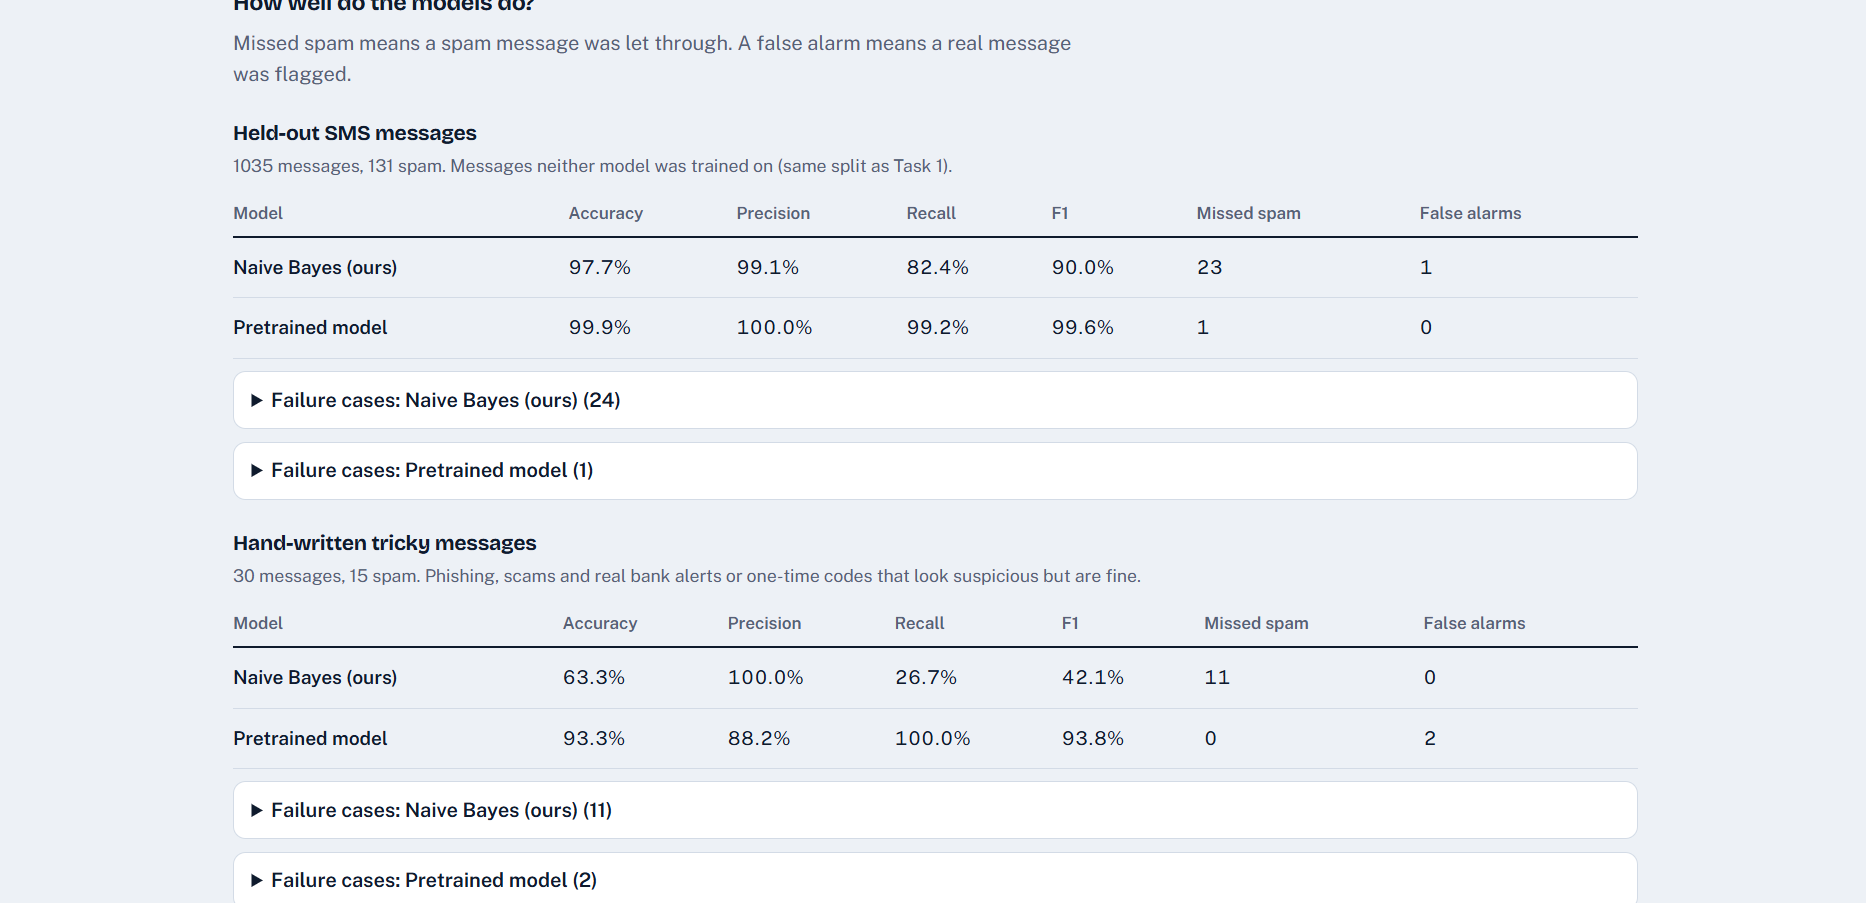 How well do the models do?
Missed spam means a spam message was let through. A false alarm means a real message
was flagged.
Held-out SMS messages
1035 messages, 131 spam. Messages neither model was trained on (same split as Task 1).
Model Accuracy Precision Recall F1 Missed spam False alarms
Naive Bayes (ours) 97.7% 99.1% 82.4% 90.0% 23 1
Pretrained model 99.9% 100.0% 99.2% 99.6% 1 0
Failure cases: Naive Bayes (ours) (24)
Failure cases: Pretrained model (1)
Hand-written tricky messages
30 messages, 15 spam. Phishing, scams and real bank alerts or one-time codes that look suspicious but are fine.
Model Accuracy Precision Recall F1 Missed spam False alarms
Naive Bayes (ours) 63.3% 100.0% 26.7% 42.1% 11 0
Pretrained model 93.3% 88.2% 100.0% 93.8% 0 2
Failure cases: Naive Bayes (ours) (11)
Failure cases: Pretrained model (2)